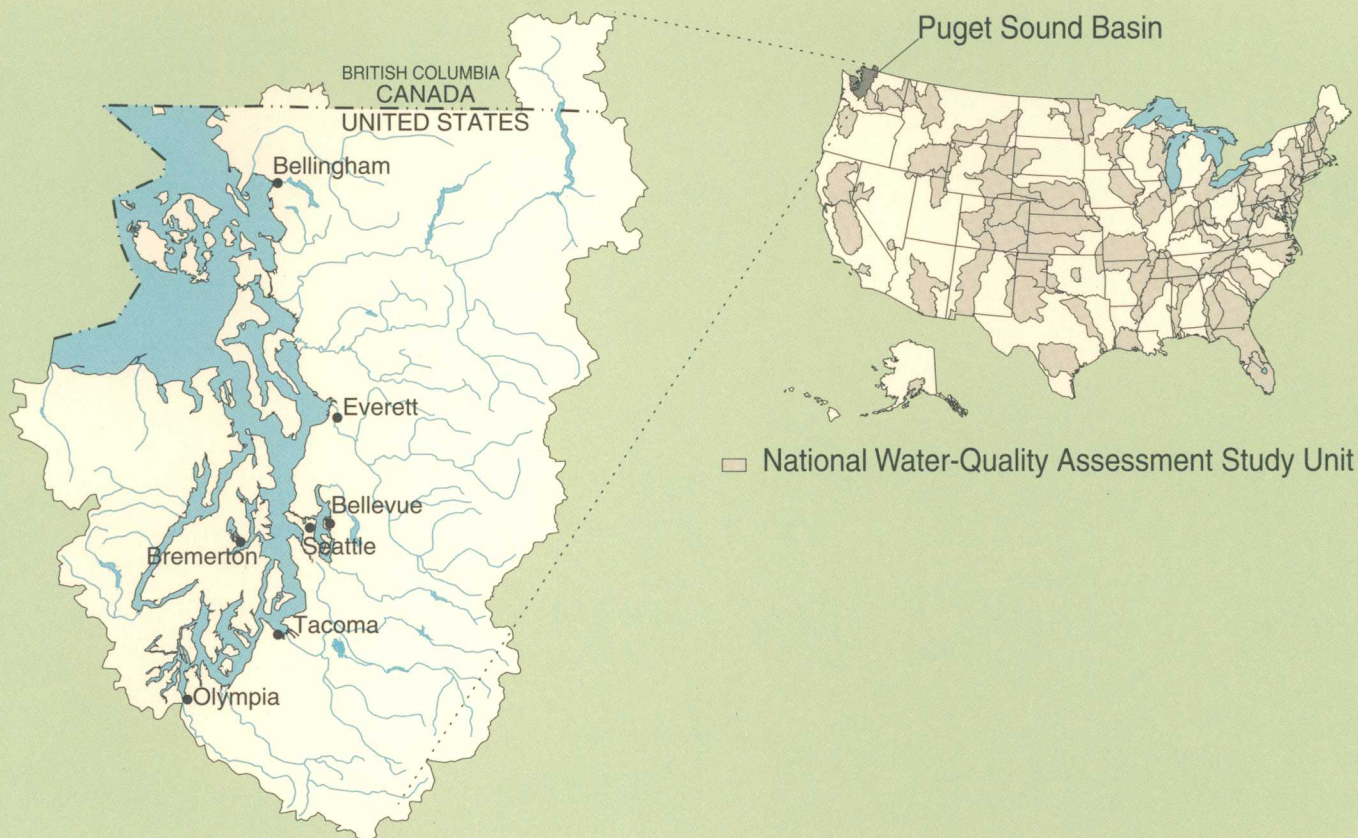 Puget Sound Basin
BRITISH COLUMBIA
CANADA
UNITED STATES
Bellingham
Everett
National Water-Quality Assessment Study Unit
Bellevue
Seattle
Bremerton
Tacoma
Olympia